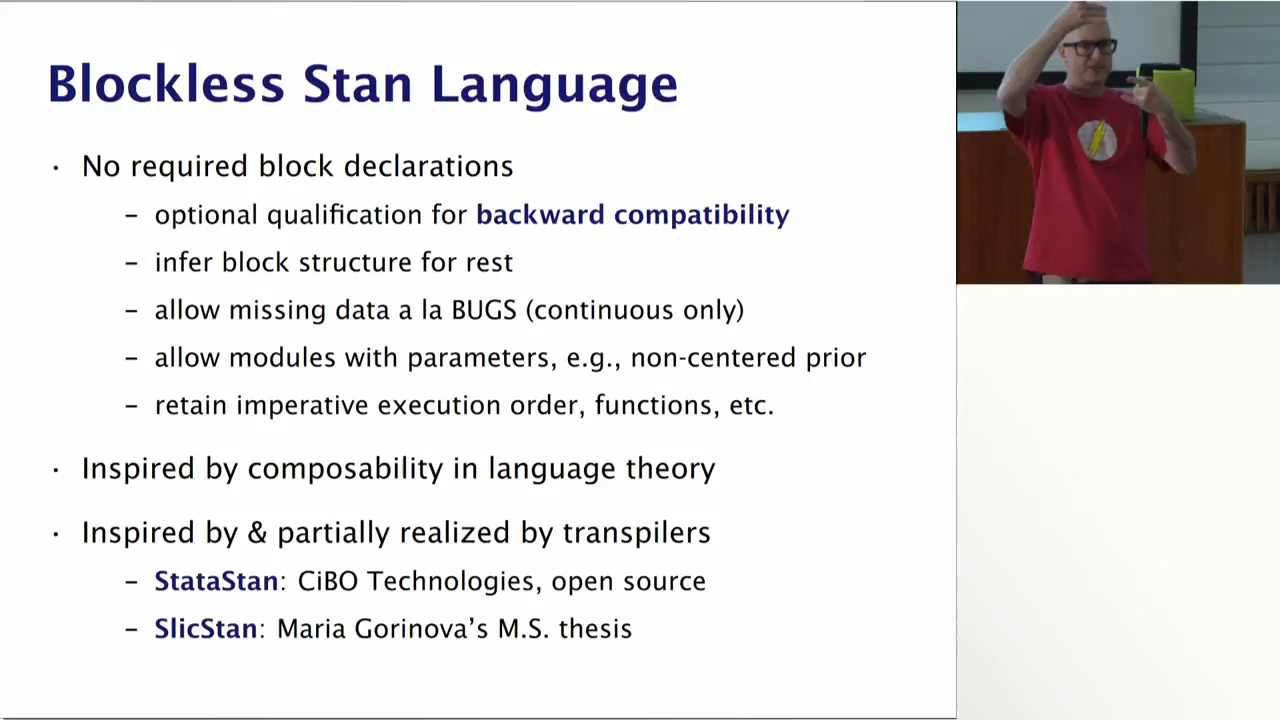 Blockless Stan Language
· No required block declarations
– optional qualification for backward compatibility
– infer block structure for rest
– allow missing data a la BUGS (continuous only)
– allow modules with parameters, e.g., non-centered prior
– retain imperative execution order, functions, etc.
· Inspired by composability in language theory
· Inspired by & partially realized by transpilers
– StataStan: CiBO Technologies, open source
– SlicStan: Maria Gorinova’s M.S. thesis